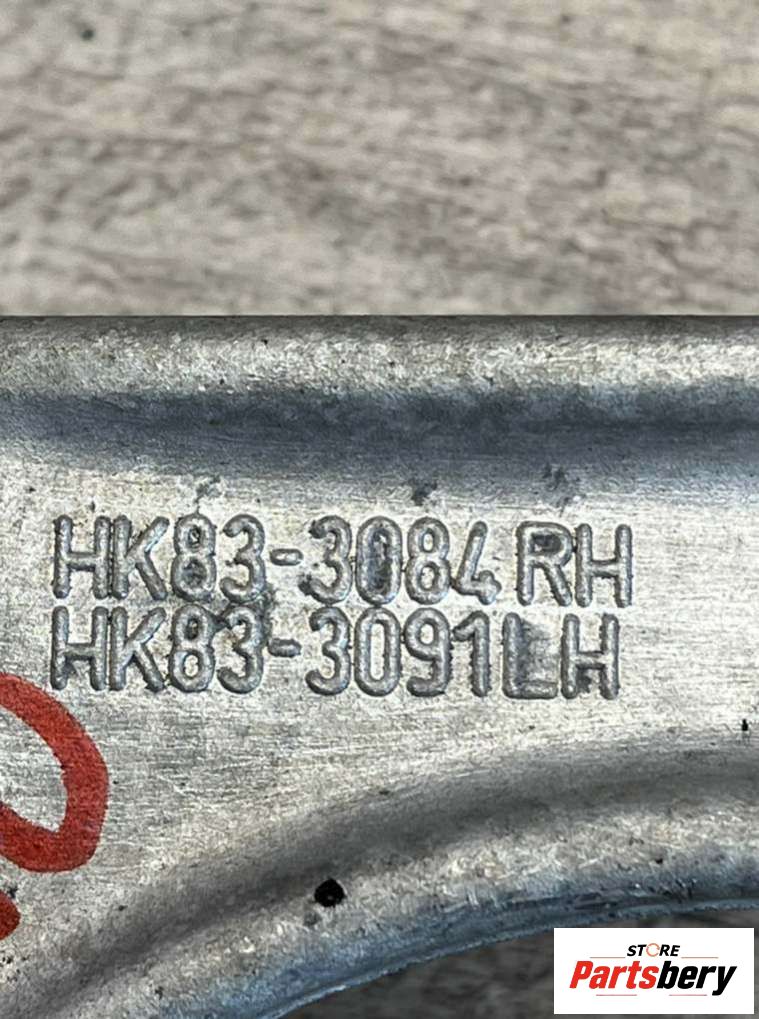 HK83-3084 RH
HK83-3091LH
STORE
Partsbery